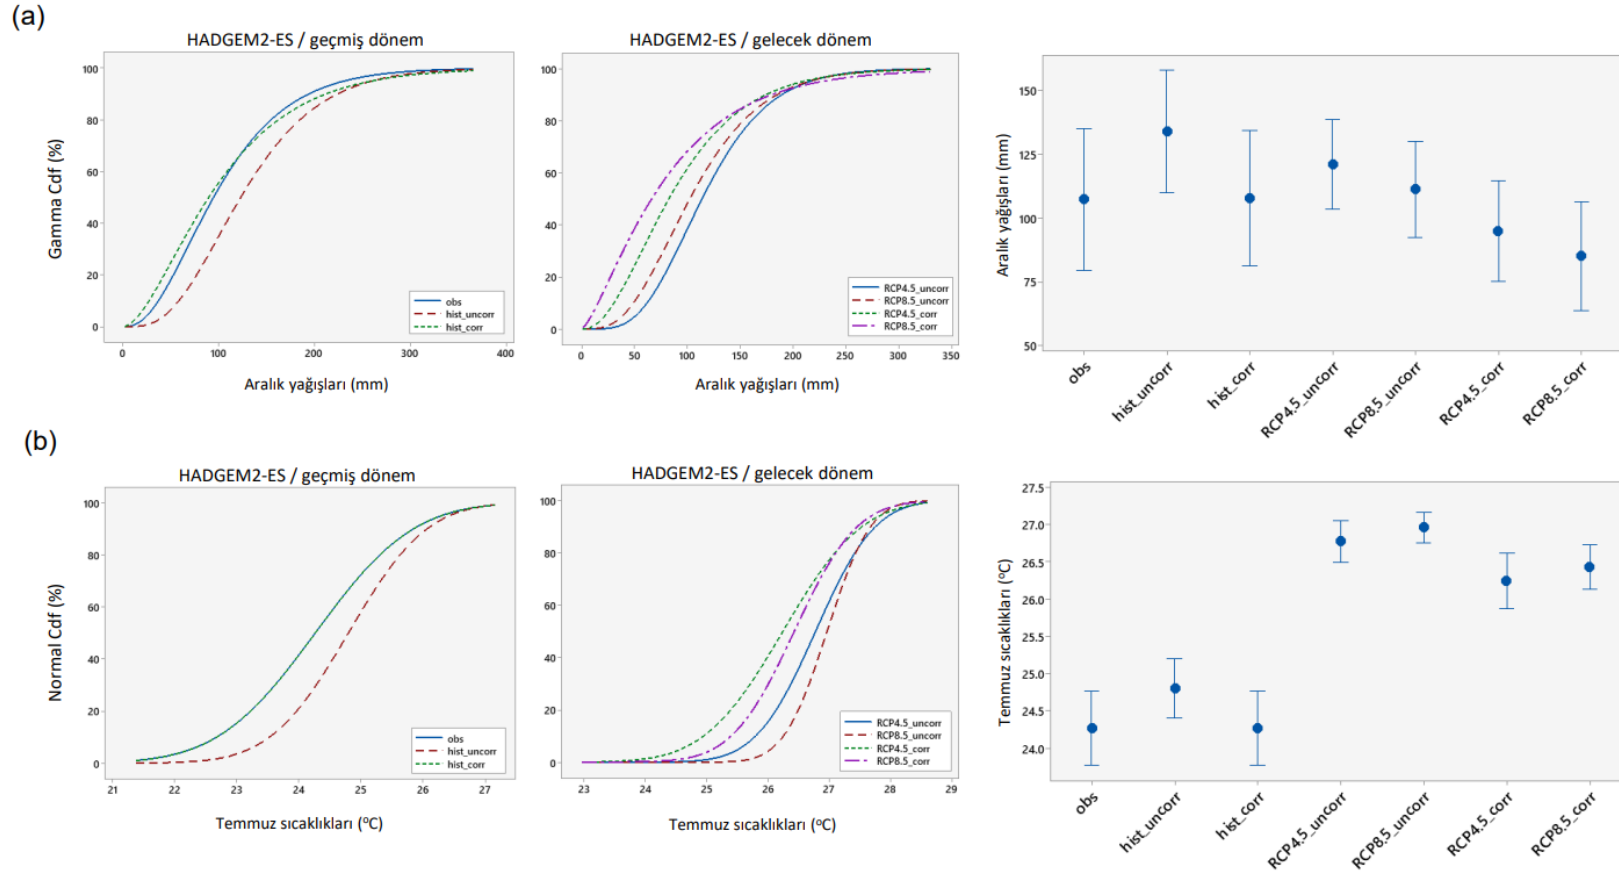 (a)
HADGEM2-ES / geçmiş dönem
Gamma Cdf (%)
100
80
60
40
20
0
obs
hist_uncorr
hist_corr
0
100
200
300
400
Aralık yağışları (mm)
HADGEM2-ES / gelecek dönem
100
80
60
40
20
0
RCP4.5_uncorr
RCP8.5_uncorr
RCP4.5_corr
RCP8.5_corr
0
50
100
150
200
250
300
350
Aralık yağışları (mm)
Aralık yağışları (mm)
150
125
100
75
50
obs
hist_uncorr
hist_corr
RCP4.5_uncorr
RCP8.5_uncorr
RCP4.5_corr
RCP8.5_corr
(b)
HADGEM2-ES / geçmiş dönem
Normal Cdf (%)
100
80
60
40
20
0
obs
hist_uncorr
hist_corr
21
22
23
24
25
26
27
Temmuz sıcaklıkları (°C)
HADGEM2-ES / gelecek dönem
100
80
60
40
20
0
RCP4.5_uncorr
RCP8.5_uncorr
RCP4.5_corr
RCP8.5_corr
23
24
25
26
27
28
29
Temmuz sıcaklıkları (°C)
Temmuz sıcaklıkları (°C)
27.5
27.0
26.5
26.0
25.5
25.0
24.5
24.0
obs
hist_uncorr
hist_corr
RCP4.5_uncorr
RCP8.5_uncorr
RCP4.5_corr
RCP8.5_corr